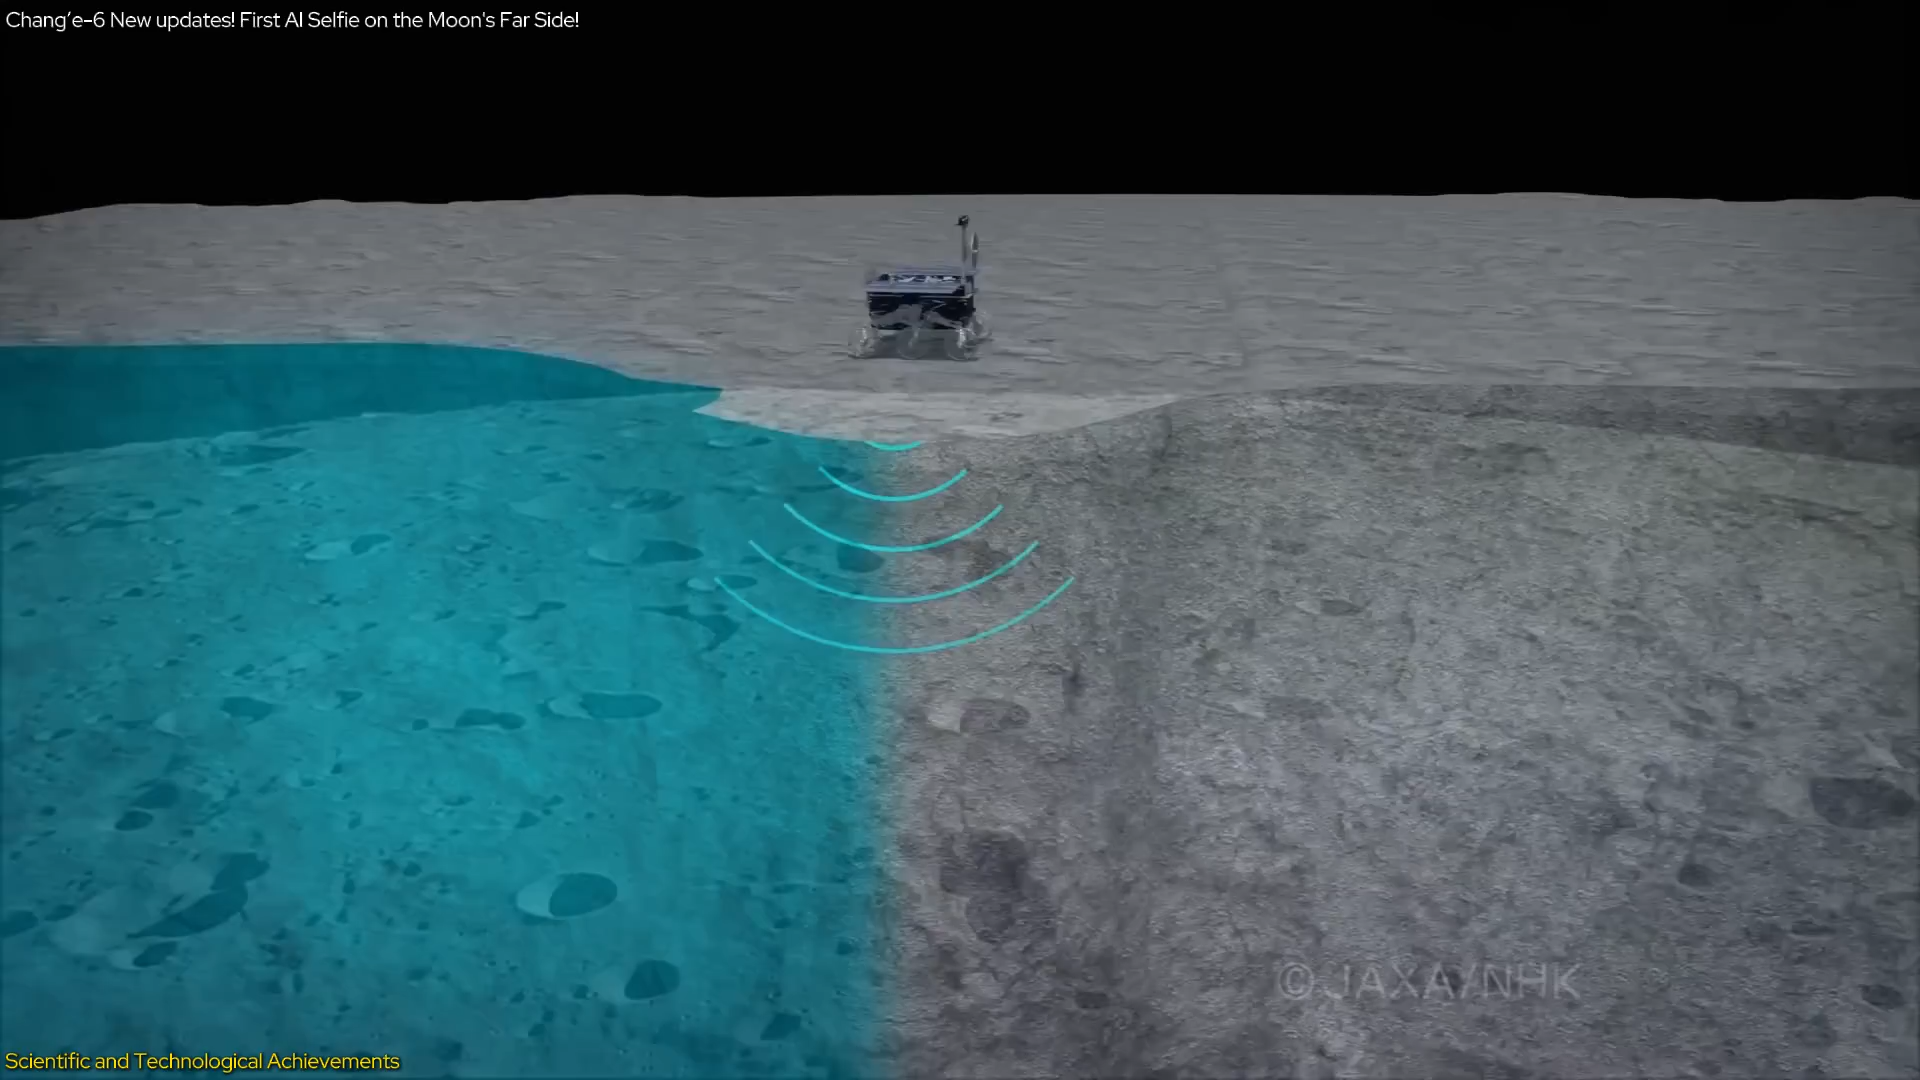 Chang’e-6 New updates! First AI Selfie on the Moon's Far Side!
©JAXA/NHK
Scientific and Technological Achievements